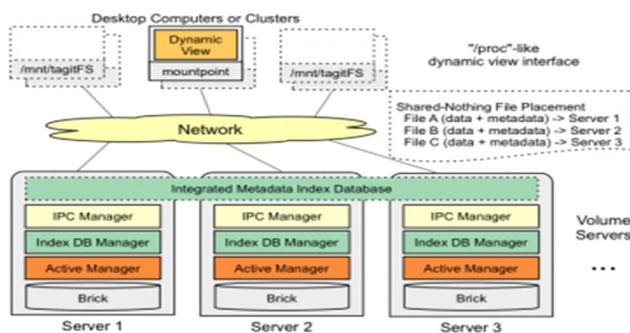 Desktop Computers or Clusters
Dynamic
View
mountpoint
/mnt/tagitFS
/mnt/tagitFS
"/proc"-like
dynamic view interface
Network
Shared-Nothing File Placement
File A (data + metadata) -> Server 1
File B (data + metadata) -> Server 2
File C (data + metadata) -> Server 3
Integrated Metadata Index Database
IPC Manager
IPC Manager
IPC Manager
Index DB Manager
Index DB Manager
Index DB Manager
Active Manager
Active Manager
Active Manager
Brick
Brick
Brick
Volume
Servers
...
Server 1
Server 2
Server 3